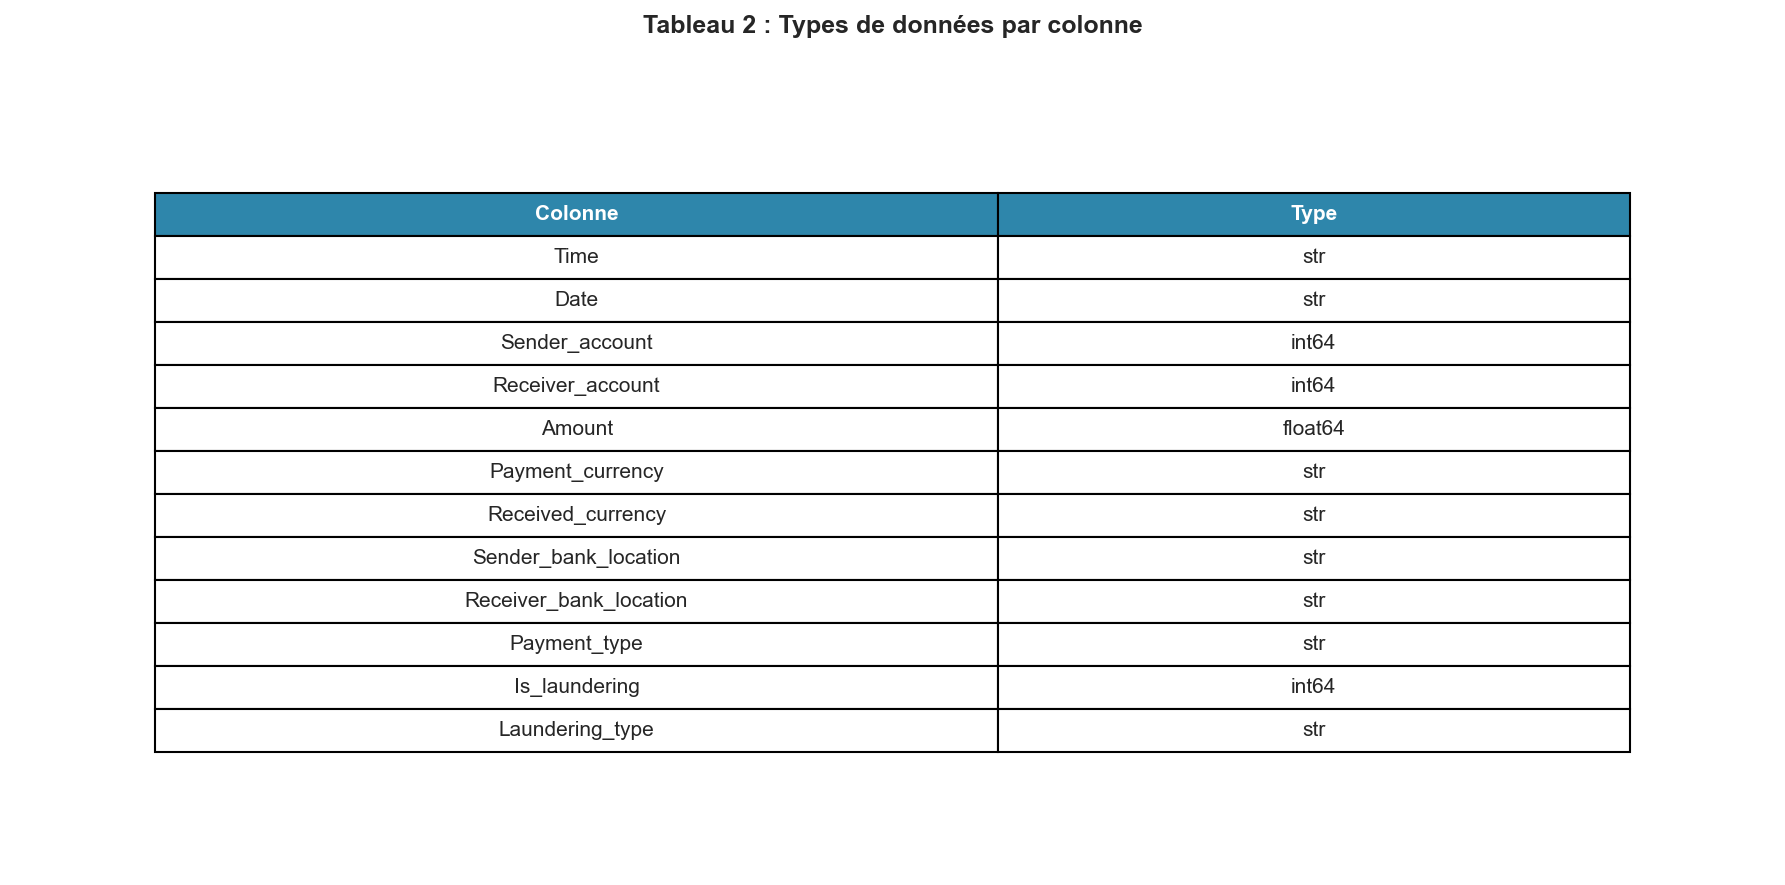 Tableau 2 : Types de données par colonne
Colonne Type
Time str
Date str
Sender_account int64
Receiver_account int64
Amount float64
Payment_currency str
Received_currency str
Sender_bank_location str
Receiver_bank_location str
Payment_type str
Is_laundering int64
Laundering_type str